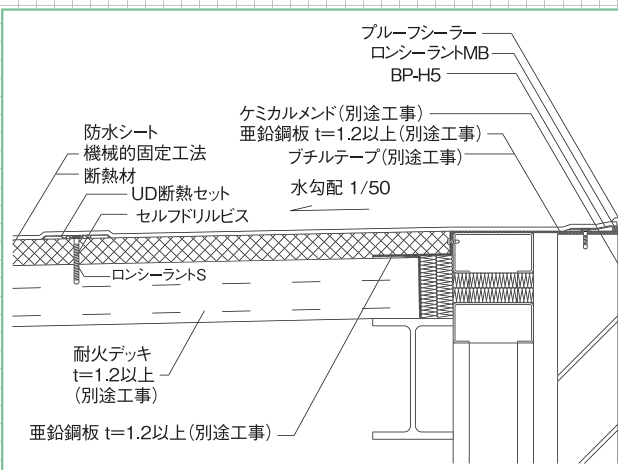 プルーフシーラー
ロンシーラントMB
BP-H5
ケミカルメンド(別途工事)
亜鉛鋼板 t=1.2以上(別途工事)
ブチルテープ(別途工事)
防水シート
機械的固定工法
断熱材
UD断熱セット
セルフドリルビス
水勾配 1/50
ロンシーラントS
耐火デッキ
t=1.2以上
(別途工事)
亜鉛鋼板 t=1.2以上(別途工事)